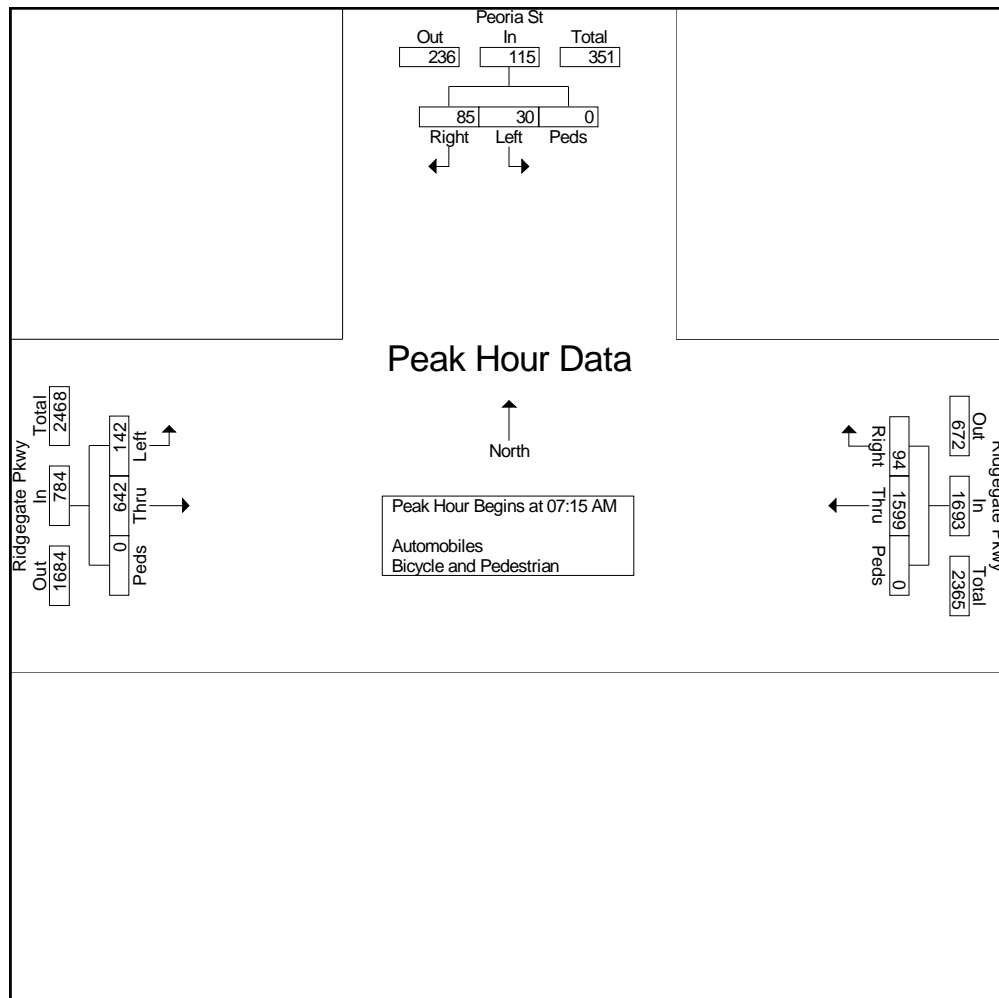 Peoria St
Out In Total
236 115 351
85 30 0
Right Left Peds
Peak Hour Data
North
Peak Hour Begins at 07:15 AM
Automobiles
Bicycle and Pedestrian
Ridgegate Pkwy
Out In Total
1684 784 2468
142 642 0
Left Thru Peds
Ridgegate Pkwy
Out In Total
672 1693 2365
94 1599 0
Right Thru Peds